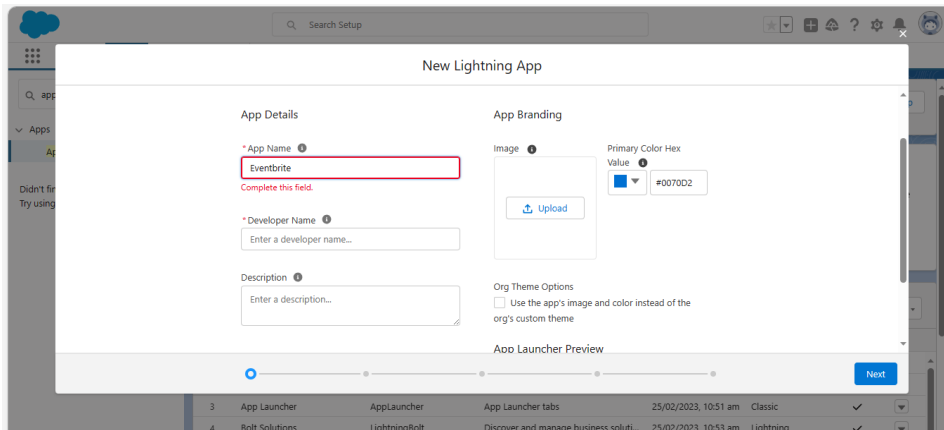 Search Setup
New Lightning App
app
Apps
Ap
Didn't fir
Try using
App Details
* App Name
Eventbrite
Complete this field.
* Developer Name
Enter a developer name...
Description
Enter a description...
App Branding
Image
Upload
Primary Color Hex
Value
#0070D2
Org Theme Options
Use the app's image and color instead of the
org's custom theme
App Launcher Preview
Next
3 App Launcher AppLauncher App Launcher tabs 25/02/2023, 10:51 am Classic
4 Bolt Solutions LightningBolt Discover and manage business soluti... 25/02/2023, 10:53 am Lightning